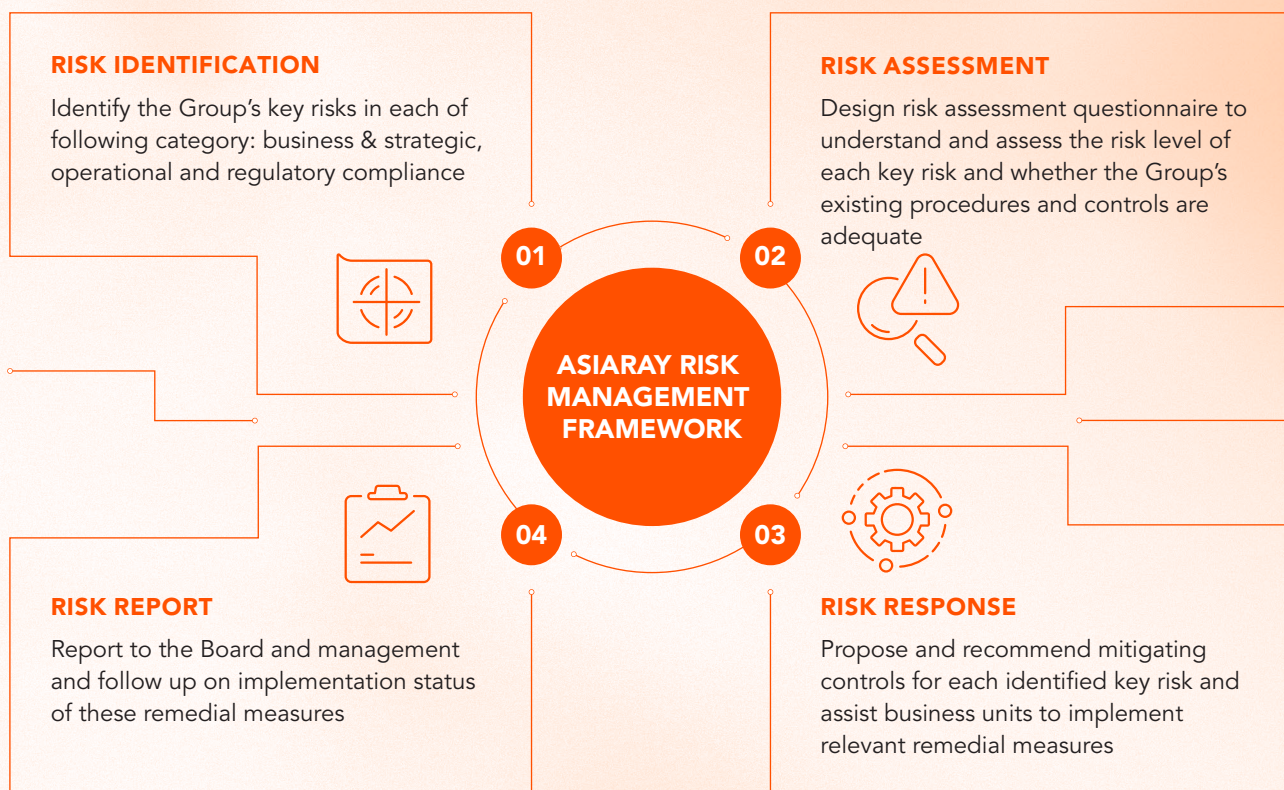 RISK IDENTIFICATION
Identify the Group’s key risks in each of
following category: business & strategic,
operational and regulatory compliance
01
RISK ASSESSMENT
Design risk assessment questionnaire to
understand and assess the risk level of
each key risk and whether the Group’s
existing procedures and controls are
adequate
02
ASIARAY RISK
MANAGEMENT
FRAMEWORK
03
RISK RESPONSE
Propose and recommend mitigating
controls for each identified key risk and
assist business units to implement
relevant remedial measures
04
RISK REPORT
Report to the Board and management
and follow up on implementation status
of these remedial measures